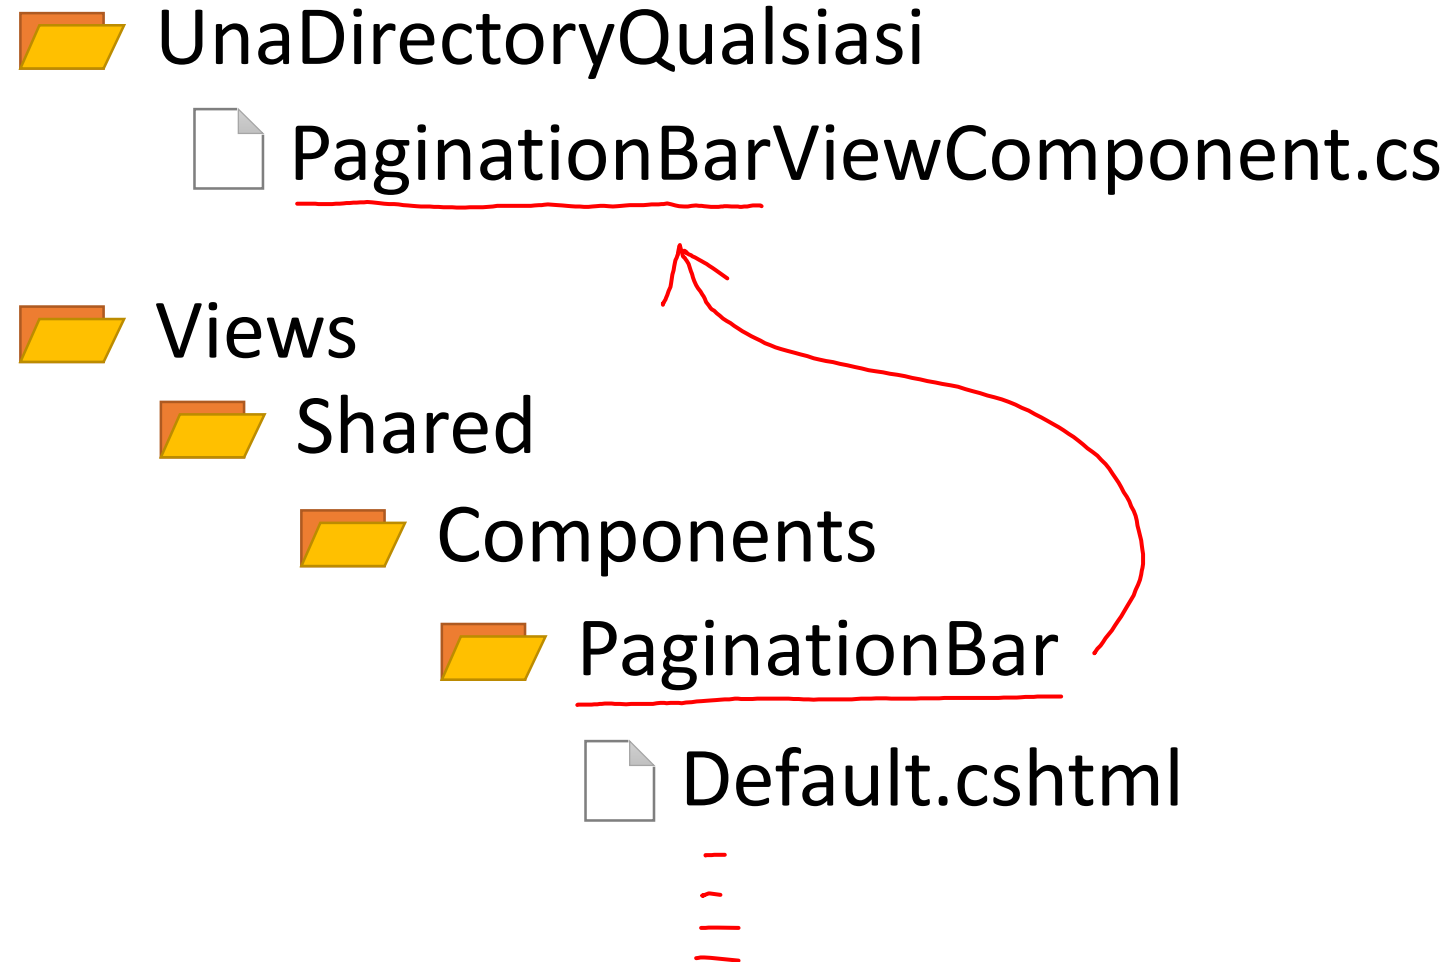 UnaDirectoryQualsiasi
PaginationBarViewComponent.cs
Views
Shared
Components
PaginationBar
Default.cshtml